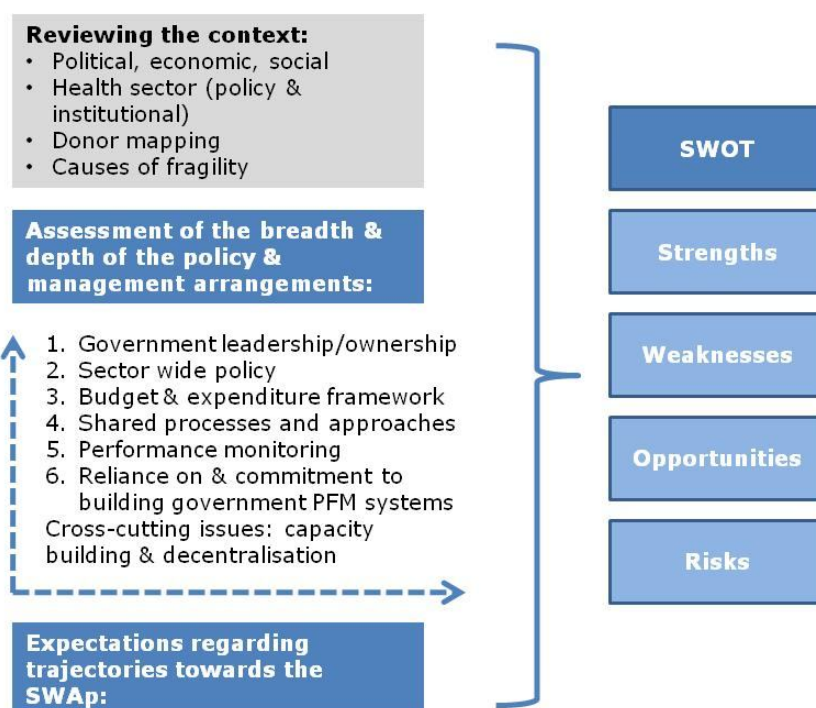 Reviewing the context:
• Political, economic, social
• Health sector (policy &
institutional)
• Donor mapping
• Causes of fragility
Assessment of the breadth &
depth of the policy &
management arrangements:
1. Government leadership/ownership
2. Sector wide policy
3. Budget & expenditure framework
4. Shared processes and approaches
5. Performance monitoring
6. Reliance on & commitment to
building government PFM systems
Cross-cutting issues: capacity
building & decentralisation
Expectations regarding
trajectories towards the
SWAp:
SWOT
Strengths
Weaknesses
Opportunities
Risks